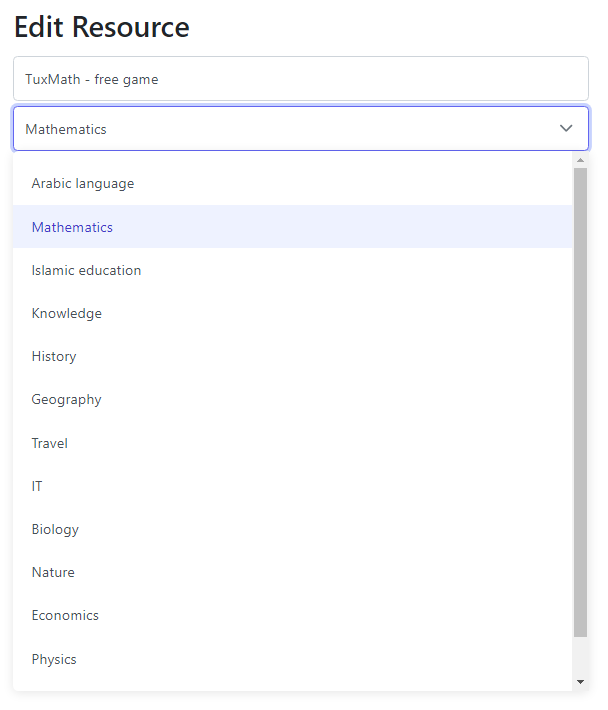 Edit Resource
TuxMath - free game
Mathematics
Arabic language
Mathematics
Islamic education
Knowledge
History
Geography
Travel
IT
Biology
Nature
Economics
Physics